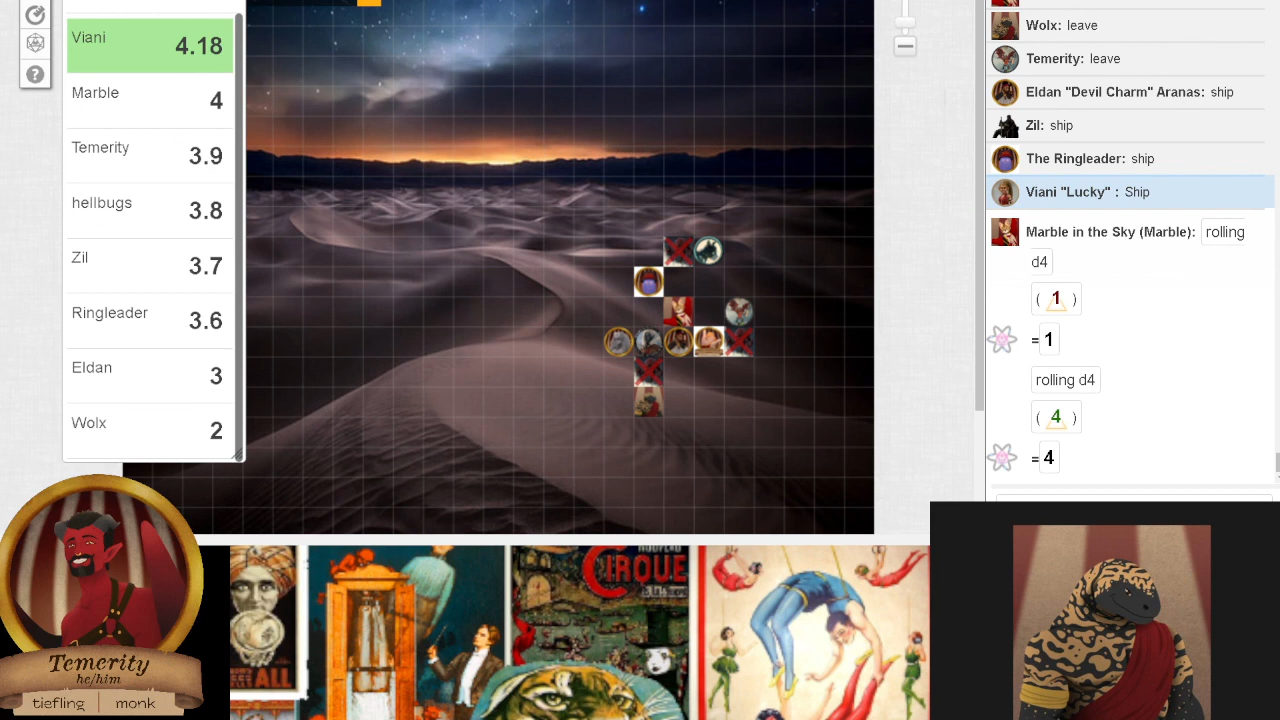 Viani
4.18
Marble
4
Temerity
3.9
hellbugs
3.8
Zil
3.7
Ringleader
3.6
Eldan
3
Wolx
2
Wolx: leave
Temerity: leave
Eldan "Devil Charm" Aranas: ship
Zil: ship
The Ringleader: ship
Viani "Lucky" : Ship
Marble in the Sky (Marble): rolling
d4
( 1 )
= 1
rolling d4
( 4 )
= 4
?
Temerity
he/him
tiefling | monk
ALL
CIRQUE